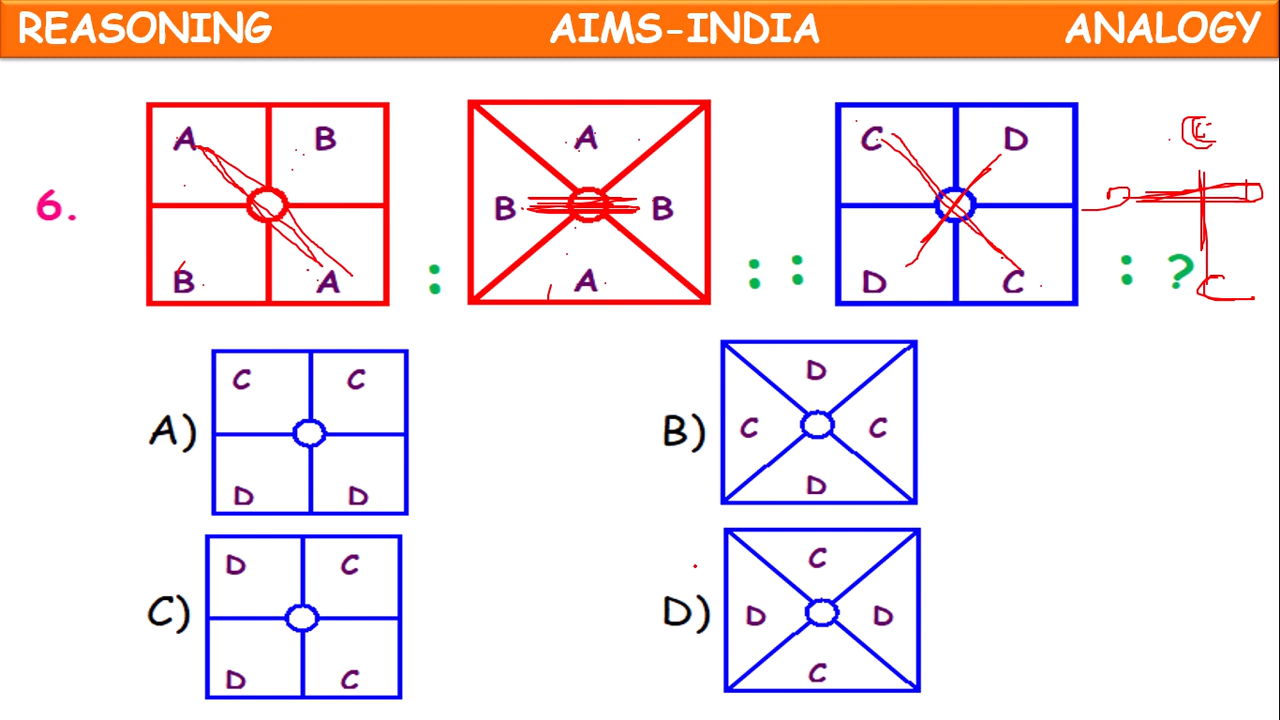 REASONING AIMS-INDIA ANALOGY
A B A C D C
6. B B
B A : A : : D C : ? C
C C D
A) B) C C
D D D
D C C
C) D) D D
D C C